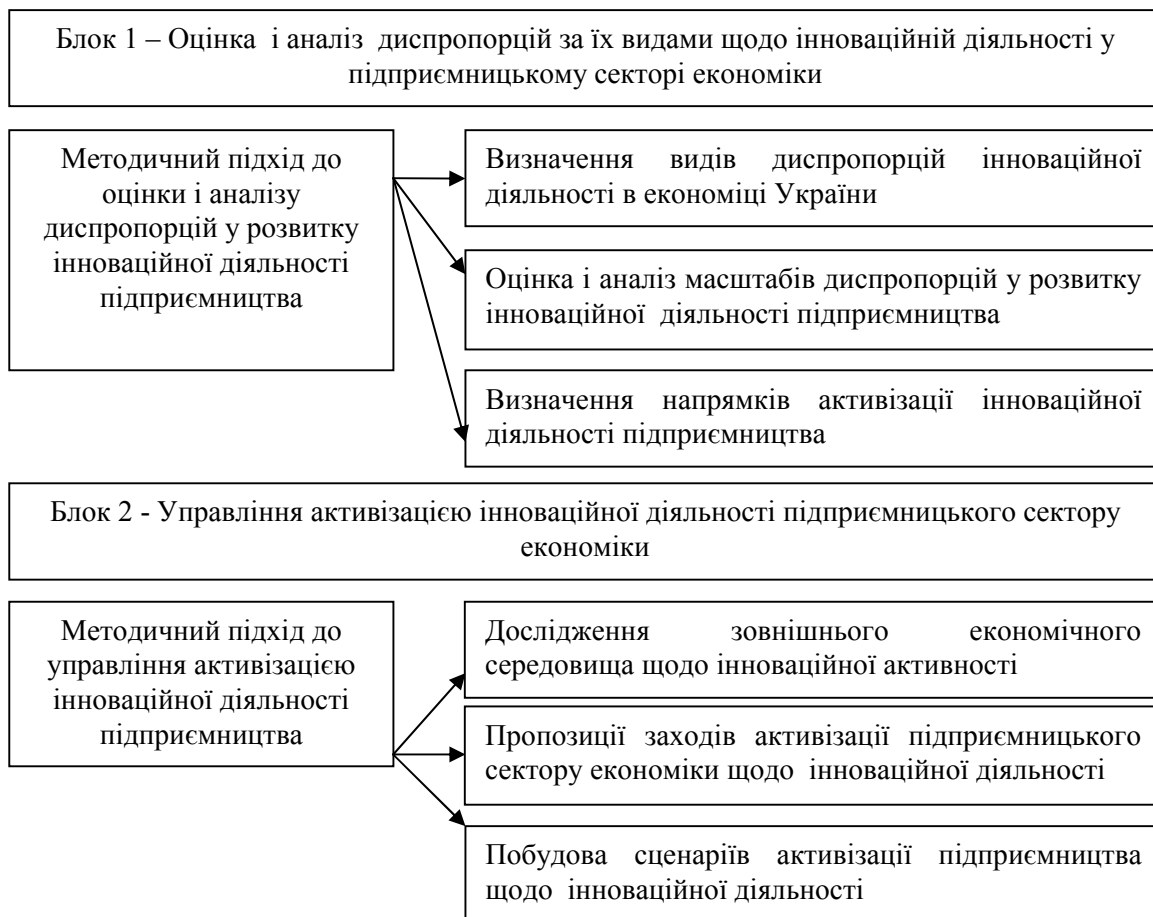 Блок 1 – Оцінка і аналіз диспропорцій за їх видами щодо інноваційній діяльності у
підприємницькому секторі економіки
Методичний підхід до
оцінки і аналізу
диспропорцій у розвитку
інноваційної діяльності
підприємництва
Визначення видів диспропорцій інноваційної
діяльності в економіці України
Оцінка і аналіз масштабів диспропорцій у розвитку
інноваційної діяльності підприємництва
Визначення напрямків активізації інноваційної
діяльності підприємництва
Блок 2 - Управління активізацією інноваційної діяльності підприємницького сектору
економіки
Методичний підхід до
управління активізацією
інноваційної діяльності
підприємництва
Дослідження зовнішнього економічного
середовища щодо інноваційної активності
Пропозиції заходів активізації підприємницького
сектору економіки щодо інноваційної діяльності
Побудова сценаріїв активізації підприємництва
щодо інноваційної діяльності